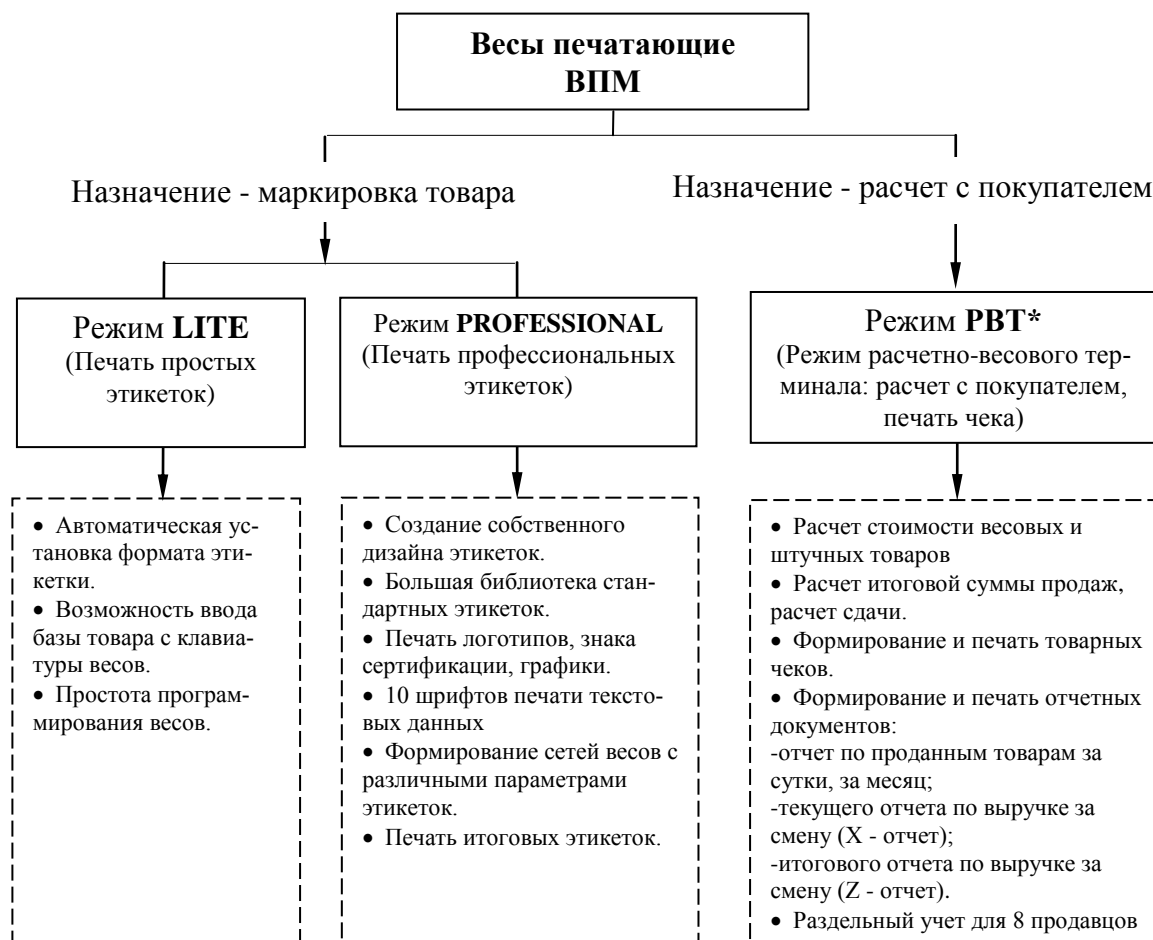 Весы печатающие
ВПМ
Назначение - маркировка товара
Назначение - расчет с покупателем
Режим LITE
(Печать простых
этикеток)
Режим PROFESSIONAL
(Печать профессиональных
этикеток)
Режим РВТ*
(Режим расчетно-весового тер-
минала: расчет с покупателем,
печать чека)
• Автоматическая ус-
тановка формата эти-
кетки.
• Возможность ввода
базы товара с клавиа-
туры весов.
• Простота програм-
мирования весов.
• Создание собственного
дизайна этикеток.
• Большая библиотека стан-
дартных этикеток.
• Печать логотипов, знака
сертификации, графики.
• 10 шрифтов печати тексто-
вых данных
• Формирование сетей весов с
различными параметрами
этикеток.
• Печать итоговых этикеток.
• Расчет стоимости весовых и
штучных товаров
• Расчет итоговой суммы продаж,
расчет сдачи.
• Формирование и печать товарных
чеков.
• Формирование и печать отчетных
документов:
-отчет по проданным товарам за
сутки, за месяц;
-текущего отчета по выручке за
смену (X - отчет);
-итогового отчета по выручке за
смену (Z - отчет).
• Раздельный учет для 8 продавцов